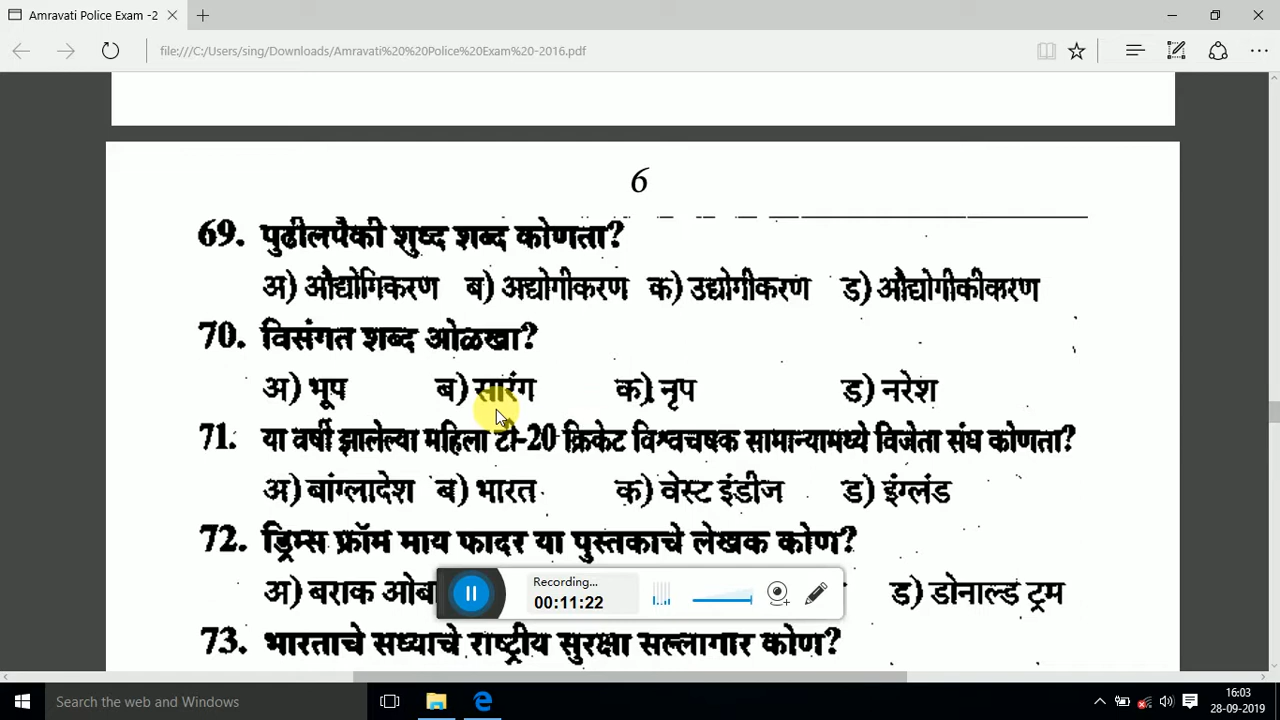 Amravati Police Exam -2
file:///C:/Users/sing/Downloads/Amravati%20%20Police%20Exam%20-2016.pdf
6
69. पुढीलपैकी शुध्द शब्द कोणता?
अ) औद्योगिकरण ब) अद्योगीकरण क) उद्योगीकरण ड) औद्योगीकीकरण
70. विसंगत शब्द ओळखा?
अ) भूप ब) सारंग क) नृप ड) नरेश
71. या वर्षी झालेल्या महिला टी-20 क्रिकेट विश्वचषक सामान्यामध्ये विजेता संघ कोणता?
अ) बांग्लादेश ब) भारत क) वेस्ट इंडीज ड) इंग्लंड
72. ड्रिम्स फ्रॉम माय फादर या पुस्तकाचे लेखक कोण?
अ) बराक ड) डोनाल्ड ट्रम
Recording...
00:11:22
73. भारताचे सध्याचे राष्ट्रीय सुरक्षा सल्लागार कोण?
Search the web and Windows
16:03
28-09-2019